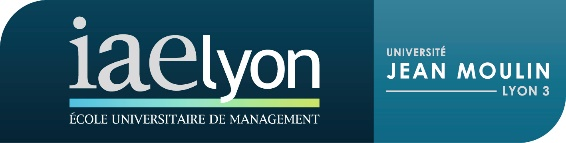 iaelyon
ÉCOLE UNIVERSITAIRE DE MANAGEMENT
UNIVERSITÉ
JEAN MOULIN
LYON 3